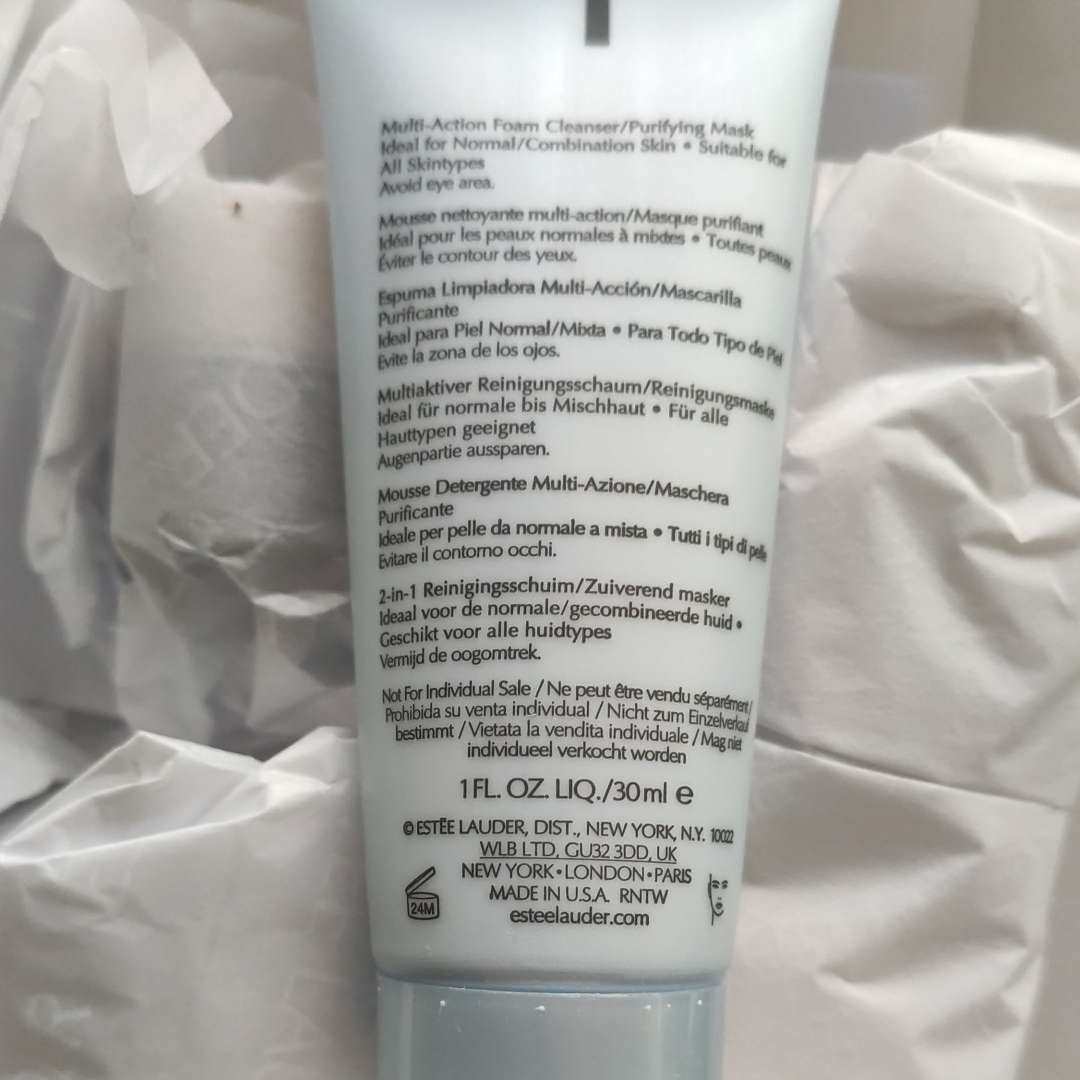 Multi-Action Foam Cleanser/Purifying Mask
Ideal for Normal/Combination Skin • Suitable for
All Skintypes
Avoid eye area.
Mousse nettoyante multi-action/Masque purifiant
Idéal pour les peaux normales à mixtes • Toutes peaux
Éviter le contour des yeux.
Espuma Limpiadora Multi-Acción/Mascarilla
Purificante
Ideal para Piel Normal/Mixta • Para Todo Tipo de Piel
Evite la zona de los ojos.
Multiaktiver Reinigungsschaum/Reinigungsmaske
Ideal für normale bis Mischhaut • Für alle
Hauttypen geeignet
Augenpartie aussparen.
Mousse Detergente Multi-Azione/Maschera
Purificante
Ideale per pelle da normale a mista • Tutti i tipi di pelle
Evitare il contorno occhi.
2-in-1 Reinigingsschuim/Zuiverend masker
Ideaal voor de normale/gecombineerde huid •
Geschikt voor alle huidtypes
Vermijd de oogomtrek.
Not For Individual Sale / Ne peut être vendu séparément/
Prohibida su venta individual / Nicht zum Einzelverkauf
bestimmt / Vietata la vendita individuale / Mag niet
individueel verkocht worden
1 FL. OZ. LIQ./30 ml e
© ESTĒE LAUDER, DIST., NEW YORK, N.Y. 10022
WLB LTD, GU32 3DD, UK
NEW YORK•LONDON•PARIS
MADE IN U.S.A. RNTW
24M
esteelauder.com